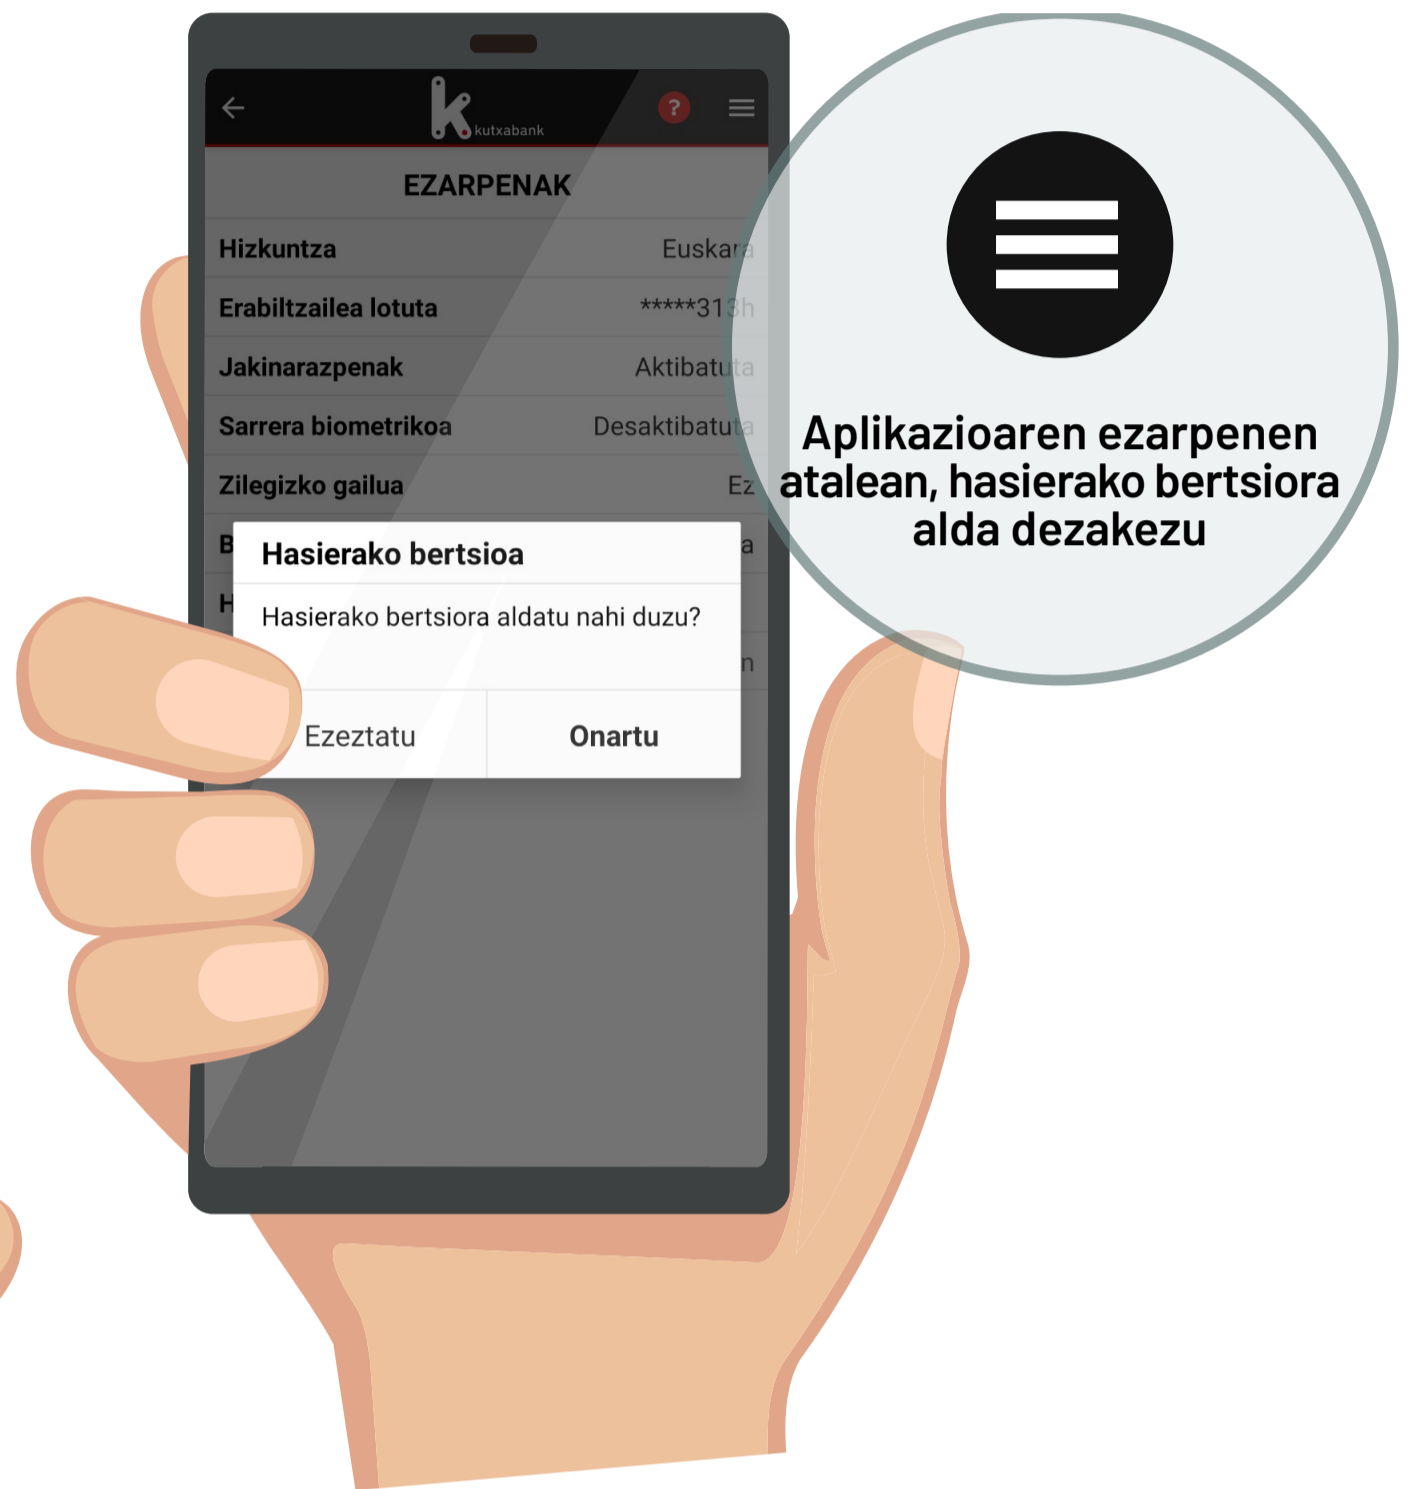 kutxabank
?
EZARPENAK
Hizkuntza Euskara
Erabiltzailea lotuta *****313h
Jakinarazpenak Aktibatuta
Sarrera biometrikoa Desaktibatuta
Zilegizko gailua Ez
Hasierako bertsioa
Hasierako bertsiora aldatu nahi duzu?
Ezeztatu Onartu
Aplikazioaren ezarpenen
atalean, hasierako bertsiora
alda dezakezu